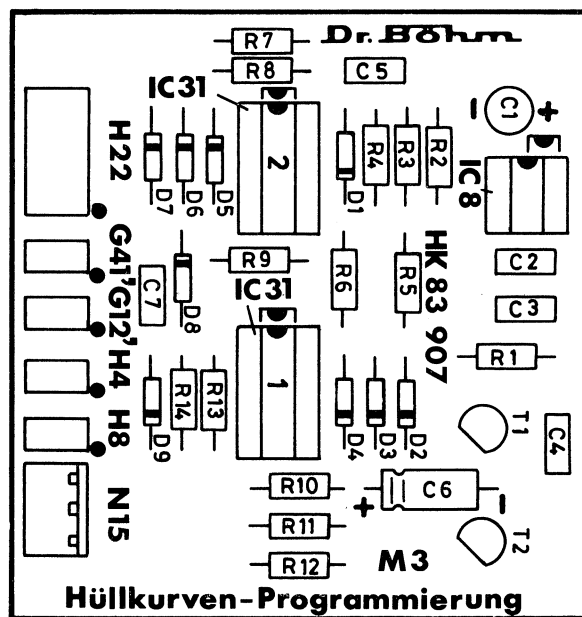 Dr.Böhm
R7
R8
C5
IC31
- C1 +
H22
D7
D6
D5
2
D1
R4
R3
R2
IC8
G41'
G12'
C7
D8
R9
IC31
R6
R5
HK 83 907
C2
C3
R1
H4
H8
D9
R14
R13
1
D4
D3
D2
T1
C4
N15
R10
R11
R12
+ C6 -
T2
M3
Hüllkurven-Programmierung